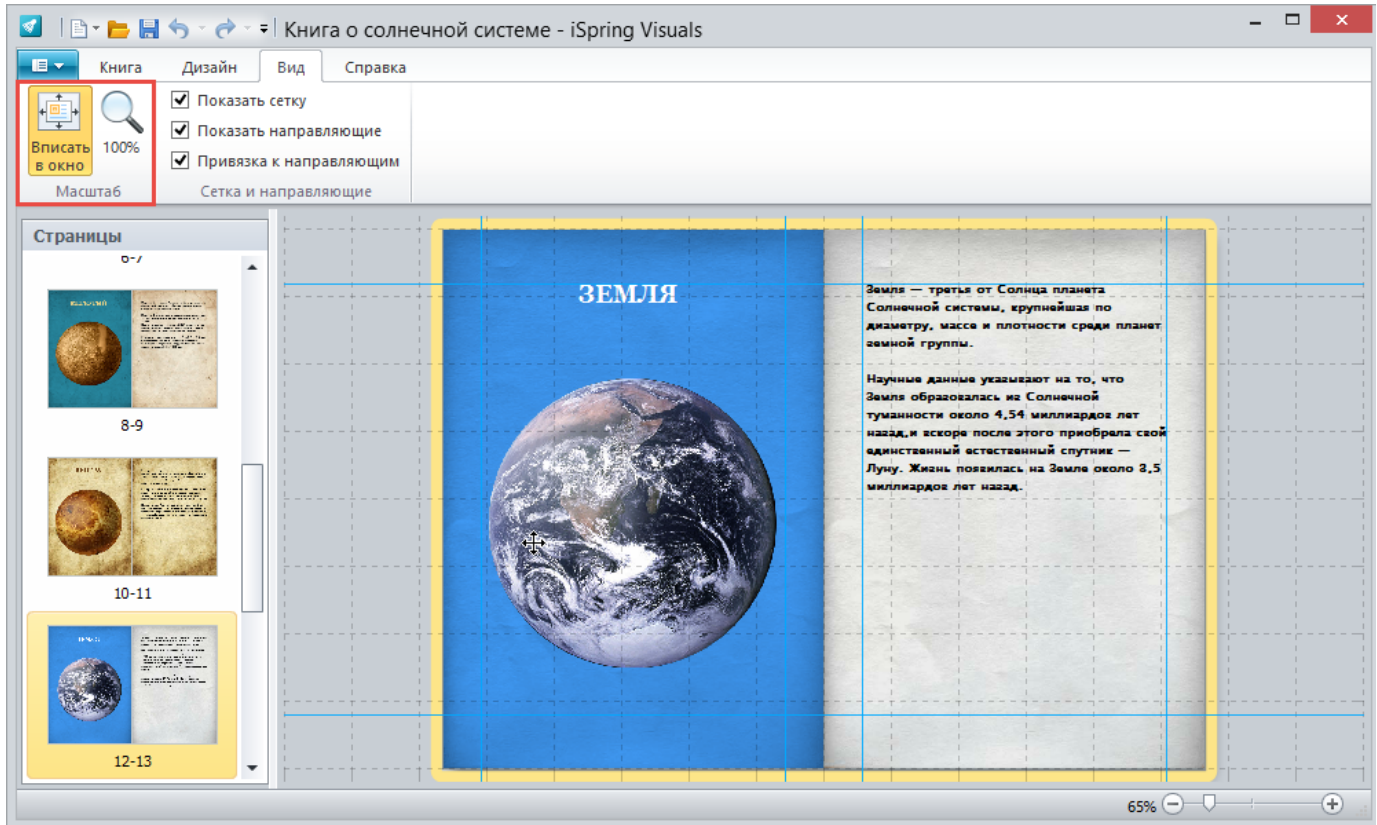 Книга о солнечной системе - iSpring Visuals
Книга Дизайн Вид Справка
Вписать в окно
100%
Масштаб
Показать сетку
Показать направляющие
Привязка к направляющим
Сетка и направляющие
Страницы
6-7
8-9
10-11
12-13
ЗЕМЛЯ
Земля — третья от Солнца планета
Солнечной системы, крупнейшая по
диаметру, массе и плотности среди планет
земной группы.
Научные данные указывают на то, что
Земля образовалась из Солнечной
туманности около 4,54 миллиардов лет
назад,и вскоре после этого приобрела свой
единственный естественный спутник —
Луну. Жизнь появилась на Земле около 3,5
миллиардов лет назад.
65%